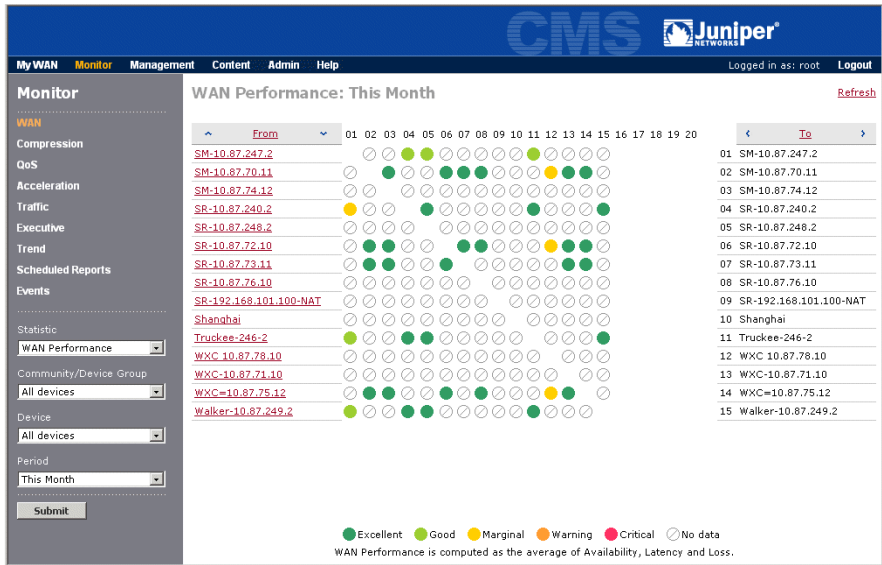 CMS
Juniper
NETWORKS
My WAN Monitor Management Content Admin Help Logged in as: root Logout
Monitor
WAN
Compression
QoS
Acceleration
Traffic
Executive
Trend
Scheduled Reports
Events
Statistic
WAN Performance
Community/Device Group
All devices
Device
All devices
Period
This Month
Submit
WAN Performance: This Month
Refresh
From 01 02 03 04 05 06 07 08 09 10 11 12 13 14 15 16 17 18 19 20
SM-10.87.247.2
SM-10.87.70.11
SM-10.87.74.12
SR-10.87.240.2
SR-10.87.248.2
SR-10.87.72.10
SR-10.87.73.11
SR-10.87.76.10
SR-192.168.101.100-NAT
Shanghai
Truckee-246-2
WXC 10.87.78.10
WXC-10.87.71.10
WXC=10.87.75.12
Walker-10.87.249.2
To
01 SM-10.87.247.2
02 SM-10.87.70.11
03 SM-10.87.74.12
04 SR-10.87.240.2
05 SR-10.87.248.2
06 SR-10.87.72.10
07 SR-10.87.73.11
08 SR-10.87.76.10
09 SR-192.168.101.100-NAT
10 Shanghai
11 Truckee-246-2
12 WXC 10.87.78.10
13 WXC-10.87.71.10
14 WXC=10.87.75.12
15 Walker-10.87.249.2
Excellent Good Marginal Warning Critical No data
WAN Performance is computed as the average of Availability, Latency and Loss.